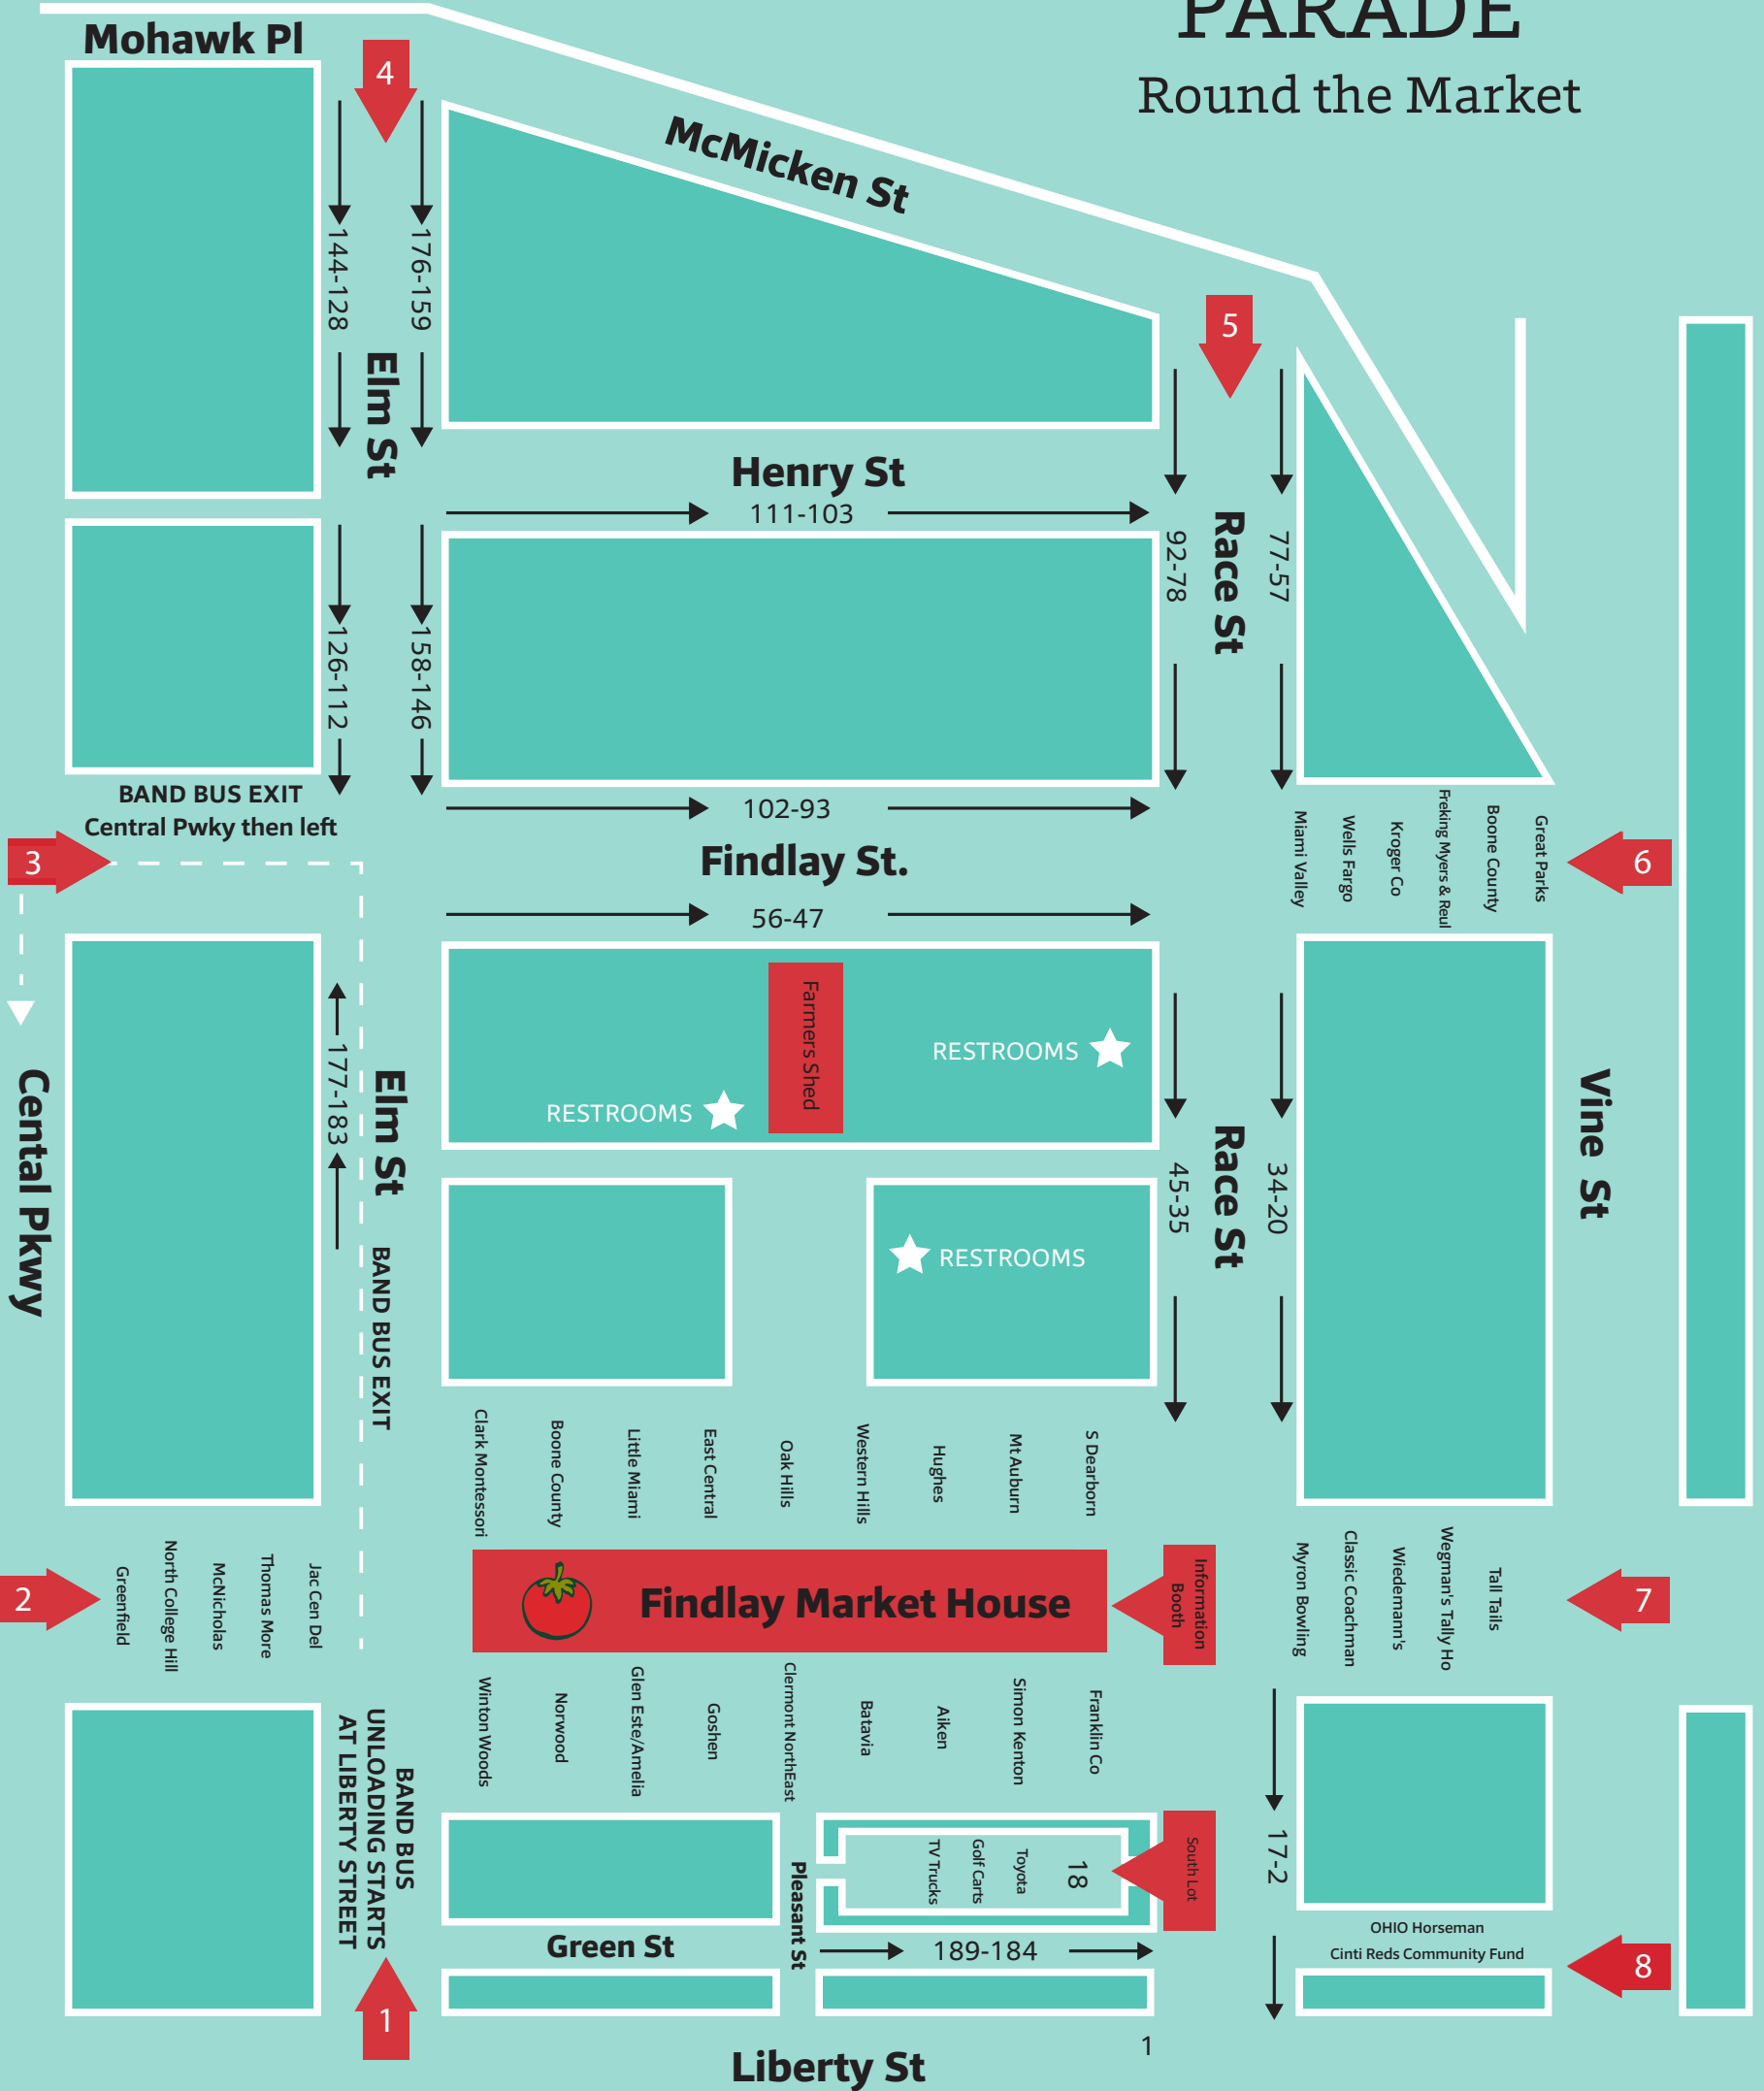 PARADE
Round the Market
Mohawk Pl
4
McMicken St
5
144-128
176-159
Elm St
Henry St
111-103
92-78
Race St
77-57
126-112
158-146
BAND BUS EXIT
Central Pwky then left
3
102-93
Findlay St.
56-47
Miami Valley
Wells Fargo
Kroger Co
Freking Myers & Reul
Boone County
Great Parks
6
Farmers Shed
RESTROOMS
RESTROOMS
Cental Pkwy
177-183
Elm St
BAND BUS EXIT
45-35
Race St
34-20
Vine St
RESTROOMS
Clark Montessori
Boone County
Little Miami
East Central
Oak Hills
Western Hills
Hughes
Mt Auburn
S Dearborn
2
Greenfield
North College Hill
McNicholas
Thomas More
Jac Cen Del
Findlay Market House
Information
Booth
Myron Bowling
Classic Coachman
Wiedemann's
Wegman's Tally Ho
Tall Tails
7
Winton Woods
Norwood
Glen Este/Amelia
Goshen
Clermont NorthEast
Batavia
Aiken
Simon Kenton
Franklin Co
BAND BUS
UNLOADING STARTS
AT LIBERTY STREET
Pleasant St
TV Trucks
Golf Carts
Toyota
18
South Lot
17-2
Green St
189-184
OHIO Horseman
Cinti Reds Community Fund
8
1
1
Liberty St